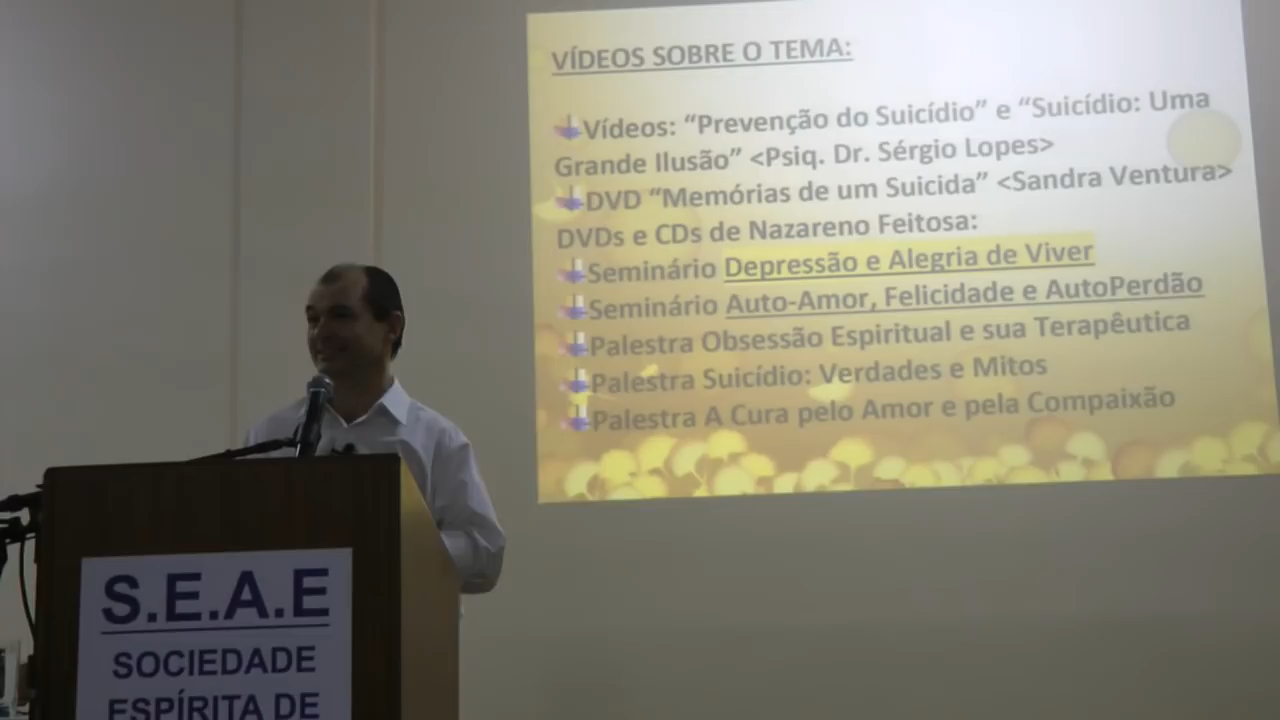 VÍDEOS SOBRE O TEMA:
Vídeos: “Prevenção do Suicídio” e “Suicídio: Uma
Grande Ilusão” <Psiq. Dr. Sérgio Lopes>
DVD “Memórias de um Suicida” <Sandra Ventura>
DVDs e CDs de Nazareno Feitosa:
Seminário Depressão e Alegria de Viver
Seminário Auto-Amor, Felicidade e AutoPerdão
Palestra Obsessão Espiritual e sua Terapêutica
Palestra Suicídio: Verdades e Mitos
Palestra A Cura pelo Amor e pela Compaixão
S.E.A.E
SOCIEDADE
ESPÍRITA DE